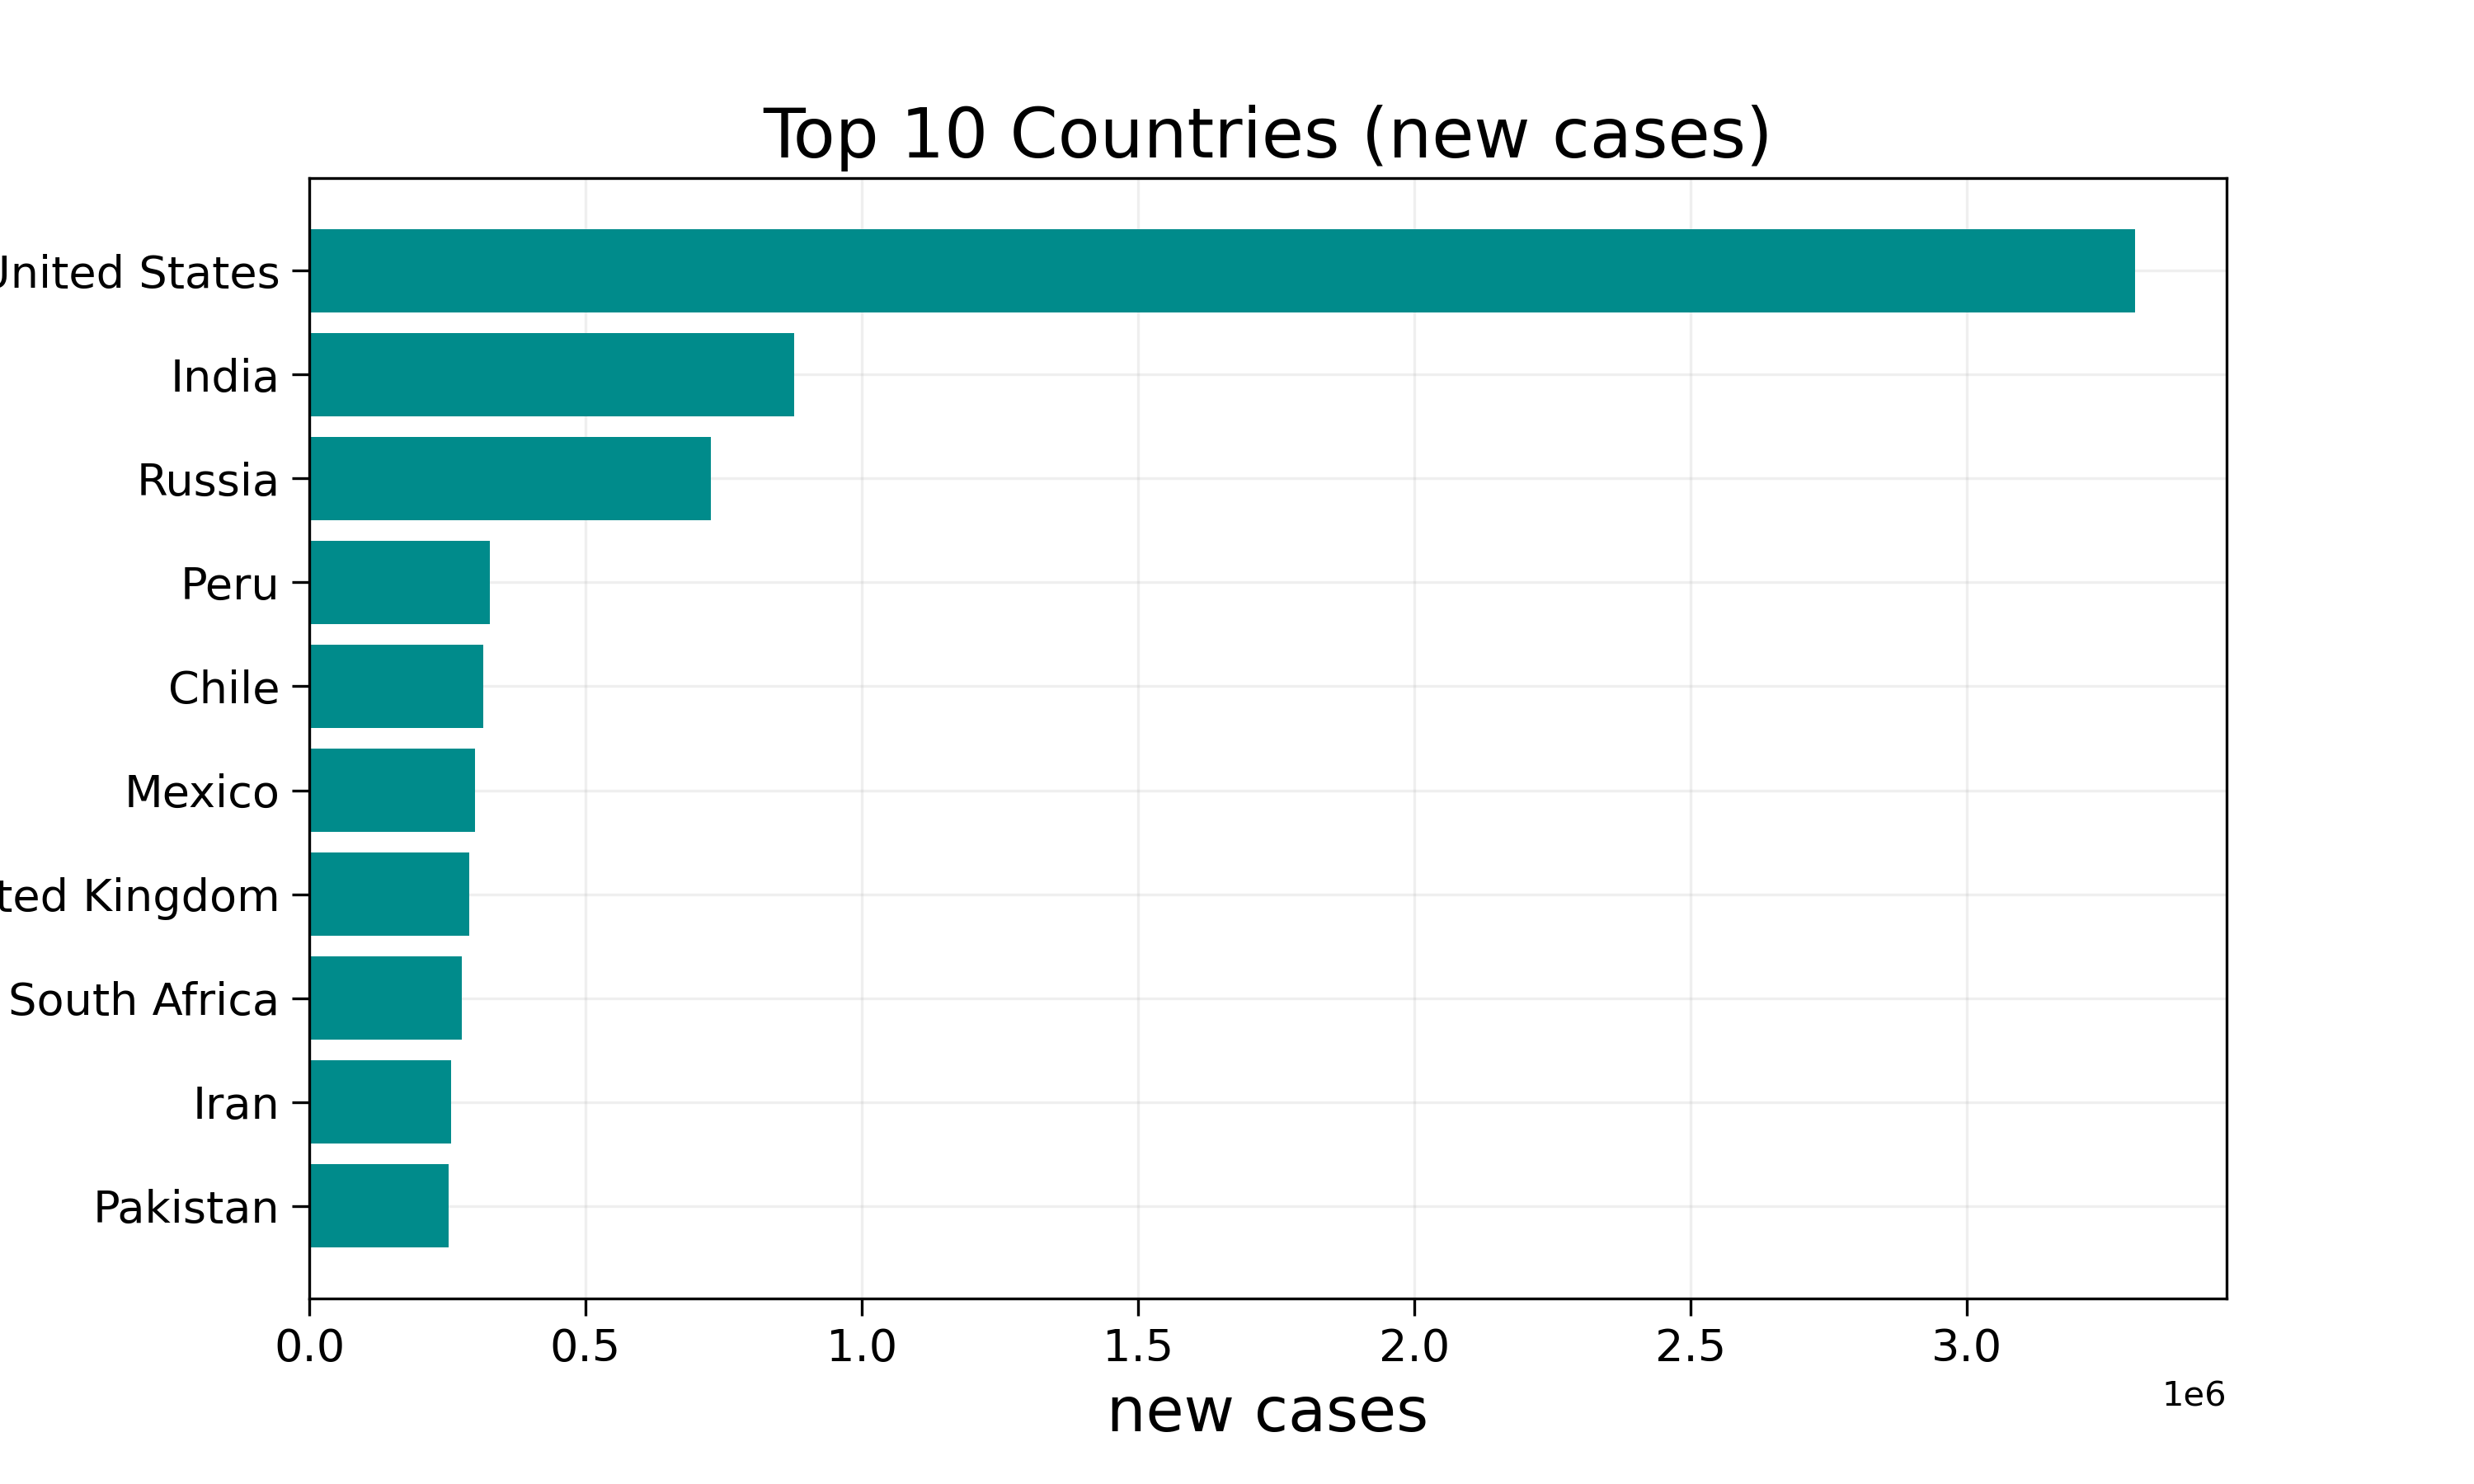 Top 10 Countries (new cases)
United States
India
Russia
Peru
Chile
Mexico
ted Kingdom
South Africa
Iran
Pakistan
0.0 0.5 1.0 1.5 2.0 2.5 3.0
1e6
new cases